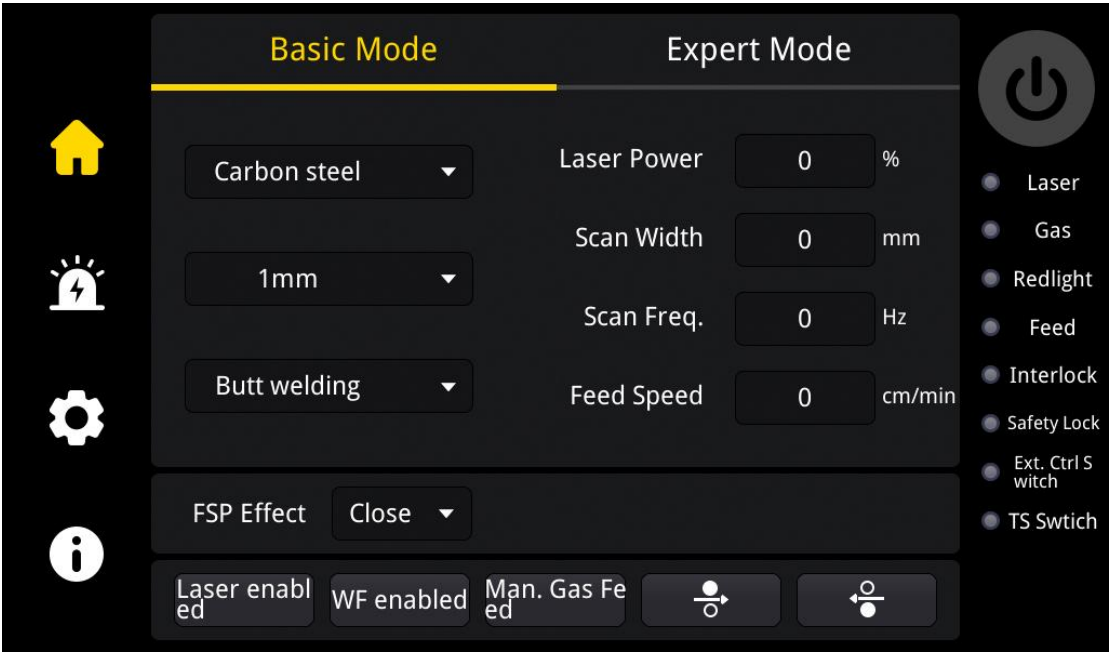 Basic Mode
Expert Mode
Carbon steel
1mm
Butt welding
Laser Power 0 %
Scan Width 0 mm
Scan Freq. 0 Hz
Feed Speed 0 cm/min
FSP Effect Close
Laser enabl
ed
WF enabled
Man. Gas Fe
ed
Laser
Gas
Redlight
Feed
Interlock
Safety Lock
Ext. Ctrl S
witch
TS Swtich